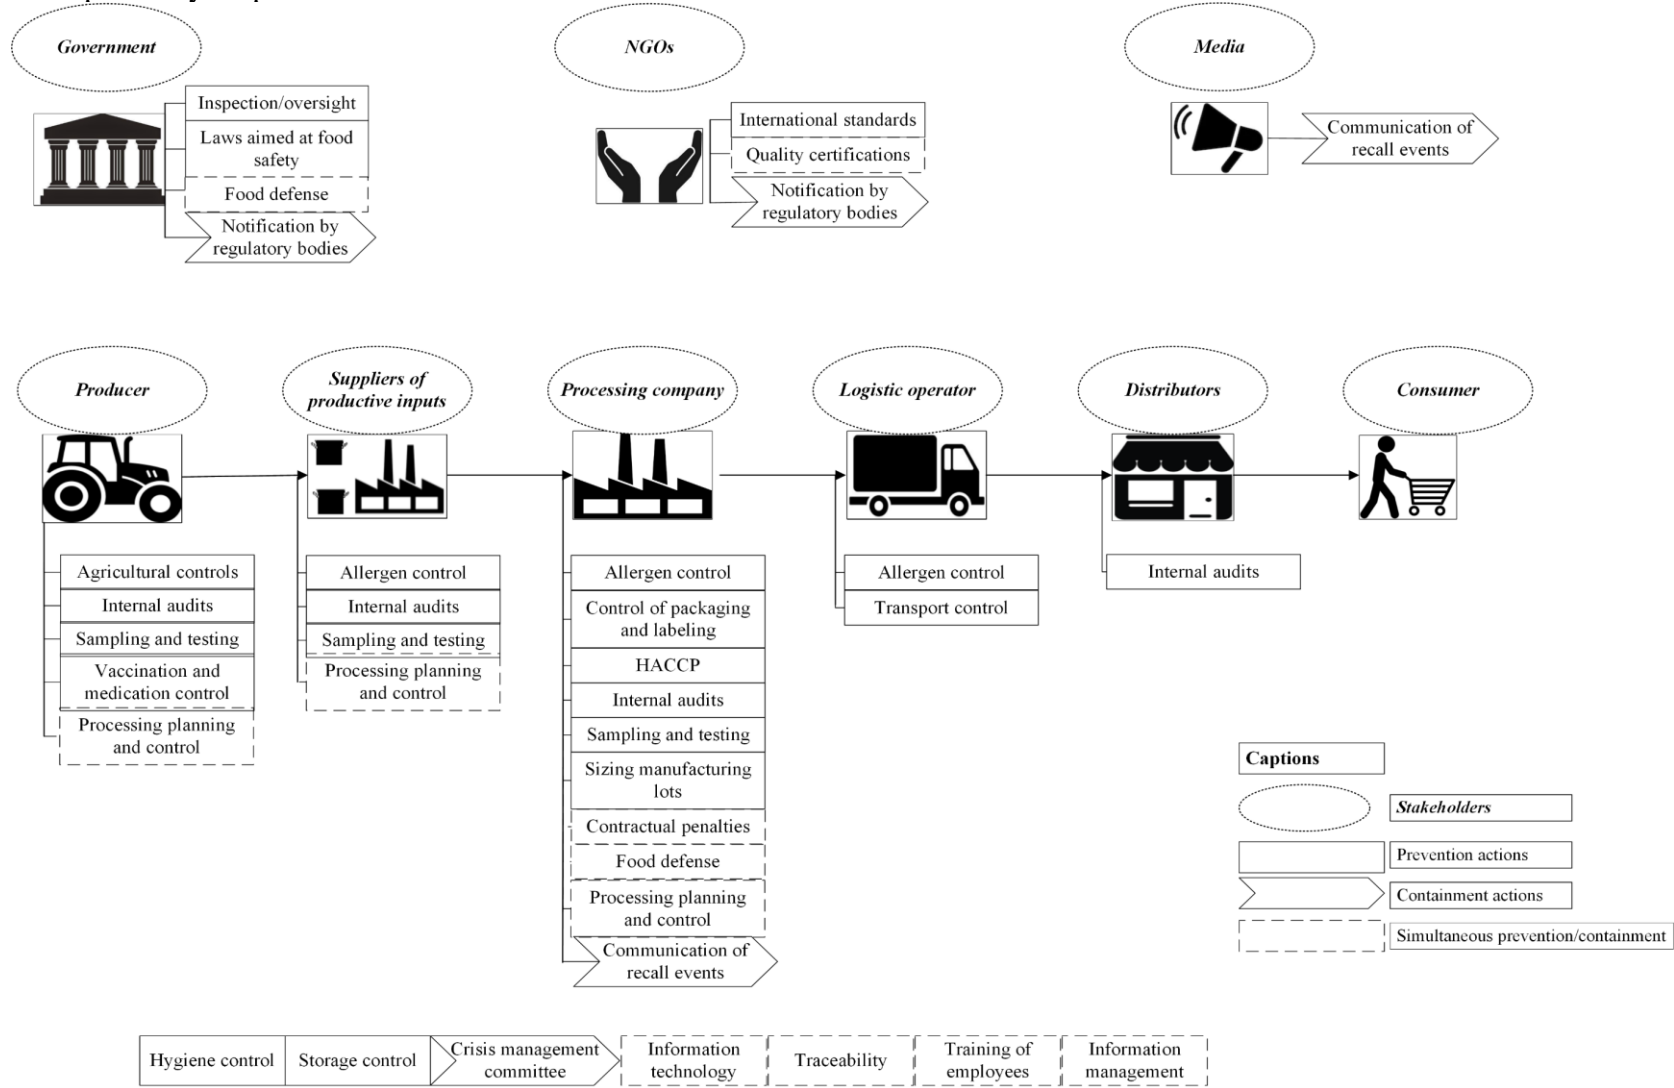 Government
Inspection/oversight
Laws aimed at food
safety
Food defense
Notification by
regulatory bodies
NGOs
International standards
Quality certifications
Notification by
regulatory bodies
Media
Communication of
recall events
Producer
Agricultural controls
Internal audits
Sampling and testing
Vaccination and
medication control
Processing planning
and control
Suppliers of
productive inputs
Allergen control
Internal audits
Sampling and testing
Processing planning
and control
Processing company
Allergen control
Control of packaging
and labeling
HACCP
Internal audits
Sampling and testing
Sizing manufacturing
lots
Contractual penalties
Food defense
Processing planning
and control
Communication of
recall events
Logistic operator
Allergen control
Transport control
Distributors
Internal audits
Consumer
Captions
Stakeholders
Prevention actions
Containment actions
Simultaneous prevention/containment
Hygiene control
Storage control
Crisis management
committee
Information
technology
Traceability
Training of
employees
Information
management